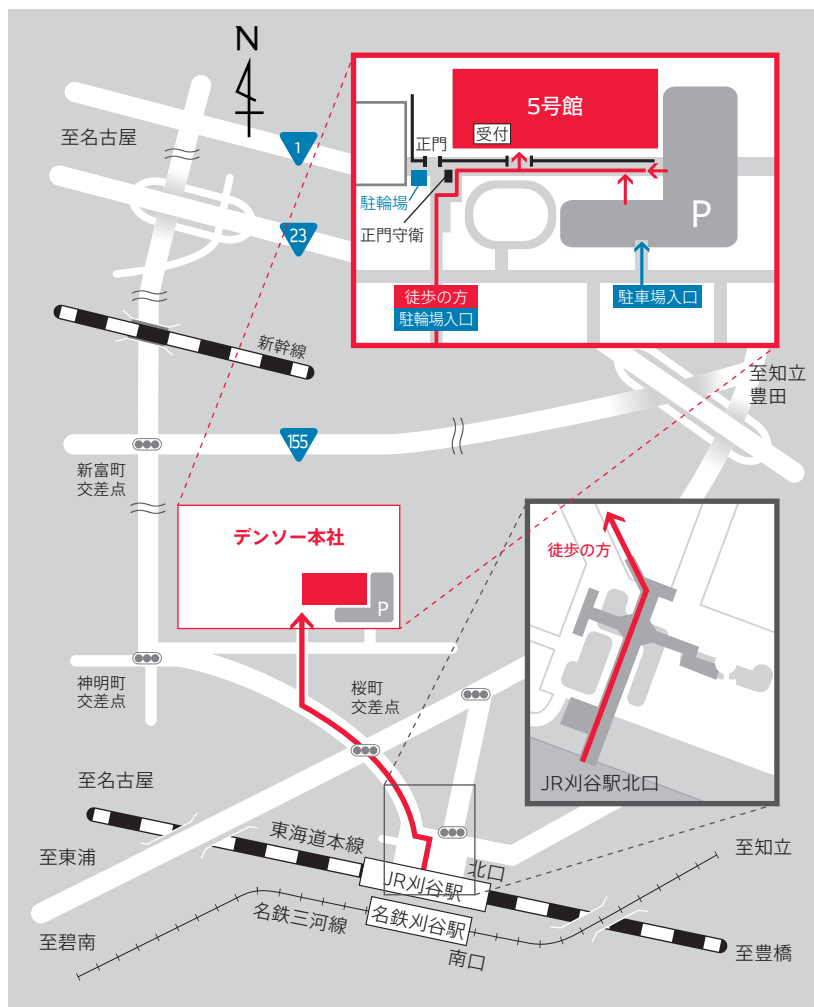 N
至名古屋
1
23
新幹線
5号館
受付
正門
駐輪場
正門守衛
P
徒歩の方
駐輪場入口
駐車場入口
至知立
豊田
155
新富町
交差点
デンソー本社
P
神明町
交差点
桜町
交差点
徒歩の方
JR刈谷駅北口
至名古屋
東海道本線
至東浦
北口
JR刈谷駅
至知立
名鉄三河線
名鉄刈谷駅
至碧南
南口
至豊橋